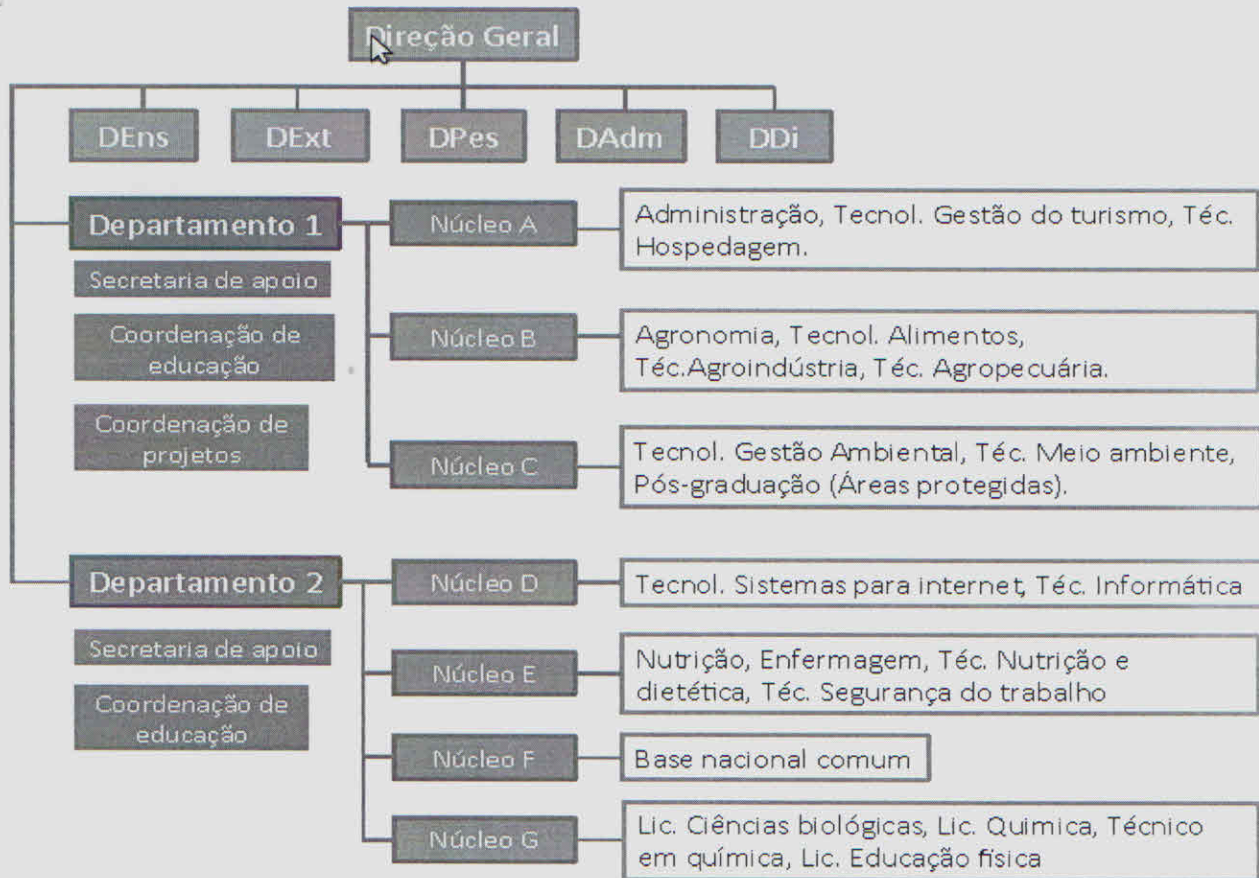 Direção Geral
DEns
DExt
DPes
DAdm
DDi
Departamento 1
Secretaria de apoio
Coordenação de
educação
Coordenação de
projetos
Núcleo A
Administração, Tecnol. Gestão do turismo, Téc.
Hospedagem.
Núcleo B
Agronomia, Tecnol. Alimentos,
Téc.Agroindústria, Téc. Agropecuária.
Núcleo C
Tecnol. Gestão Ambiental, Téc. Meio ambiente,
Pós-graduação (Áreas protegidas).
Departamento 2
Secretaria de apoio
Coordenação de
educação
Núcleo D
Tecnol. Sistemas para internet, Téc. Informática
Núcleo E
Nutrição, Enfermagem, Téc. Nutrição e
dietética, Téc. Segurança do trabalho
Núcleo F
Base nacional comum
Núcleo G
Lic. Ciências biológicas, Lic. Quimica, Técnico
em química, Lic. Educação física